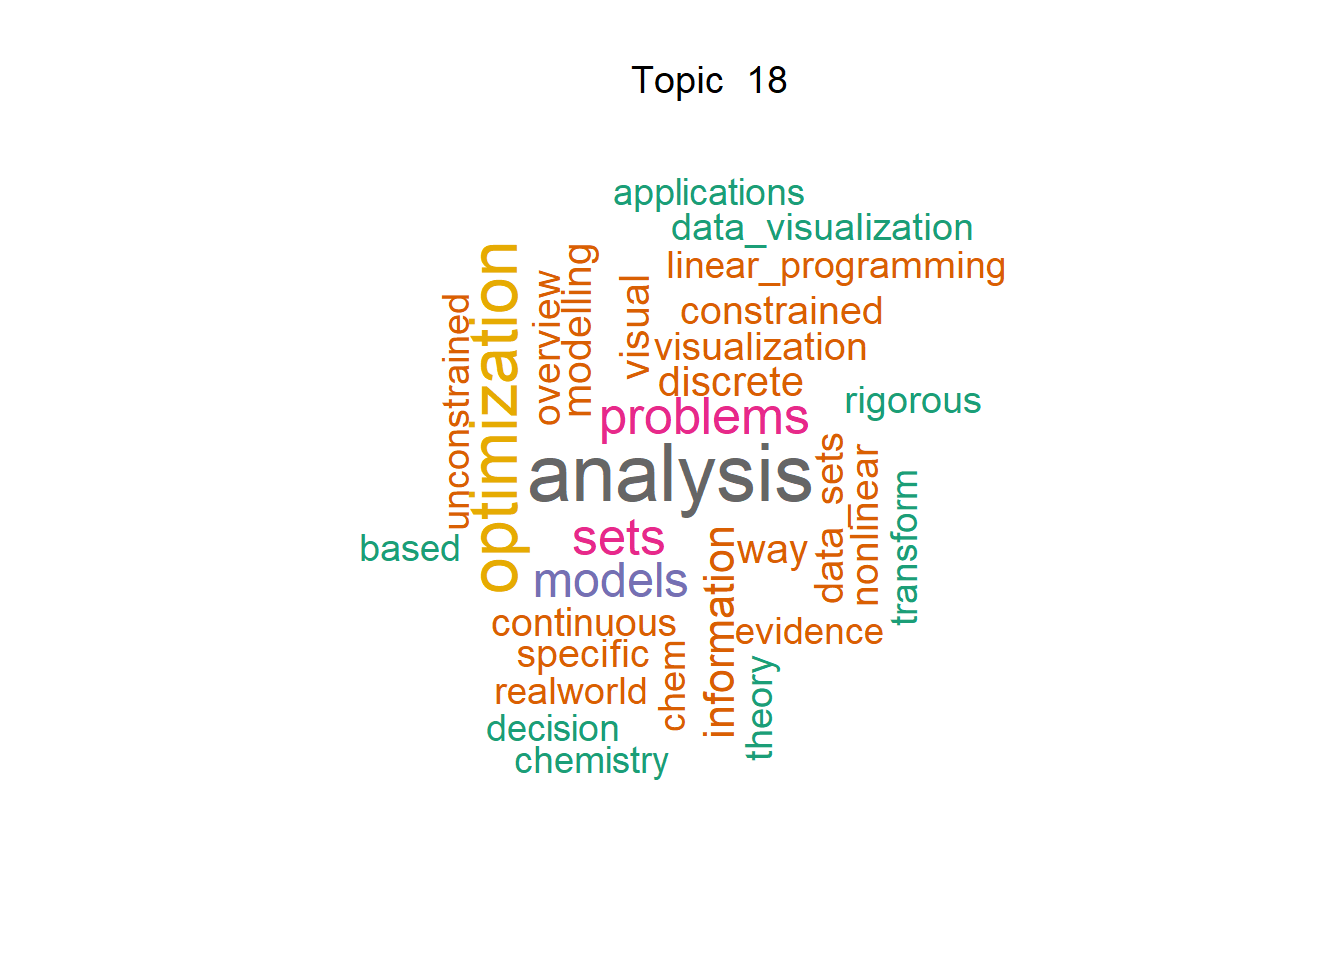 Topic 18
applications
data_visualization
linear_programming
constrained
visualization
discrete
problems
analysis
sets
models
continuous
specific
realworld
decision
chemistry
based
unconstrained
optimization
overview
modelling
visual
rigorous
data_sets
nonlinear
transform
way
evidence
information
chem
theory